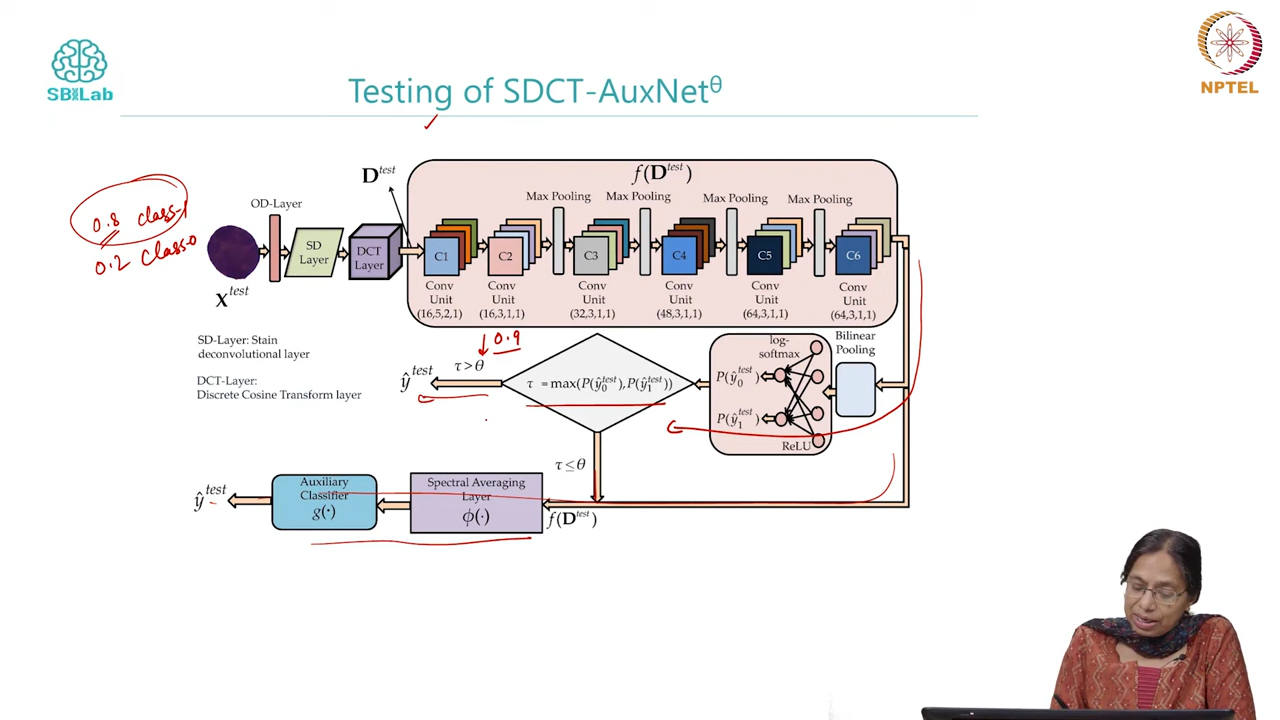 SBILab
NPTEL
Testing of SDCT-AuxNetᶿ
0.8 class-1
0.2 class-0
X^test
OD-Layer
SD
Layer
DCT
Layer
D^test
f(D^test)
Max Pooling
Max Pooling
Max Pooling
Max Pooling
C1
C2
C3
C4
C5
C6
Conv
Unit
(16,5,2,1)
Conv
Unit
(16,3,1,1)
Conv
Unit
(32,3,1,1)
Conv
Unit
(48,3,1,1)
Conv
Unit
(64,3,1,1)
Conv
Unit
(64,3,1,1)
SD-Layer: Stain
deconvolutional layer
DCT-Layer:
Discrete Cosine Transform layer
0.9
τ>θ
ŷ^test
τ =max(P(ŷ₀^test),P(ŷ₁^test))
τ≤θ
log-
softmax
P(ŷ₀^test)
P(ŷ₁^test)
ReLU
Bilinear
Pooling
ŷ^test
Auxiliary
Classifier
g(·)
Spectral Averaging
Layer
ϕ(·)
f(D^test)